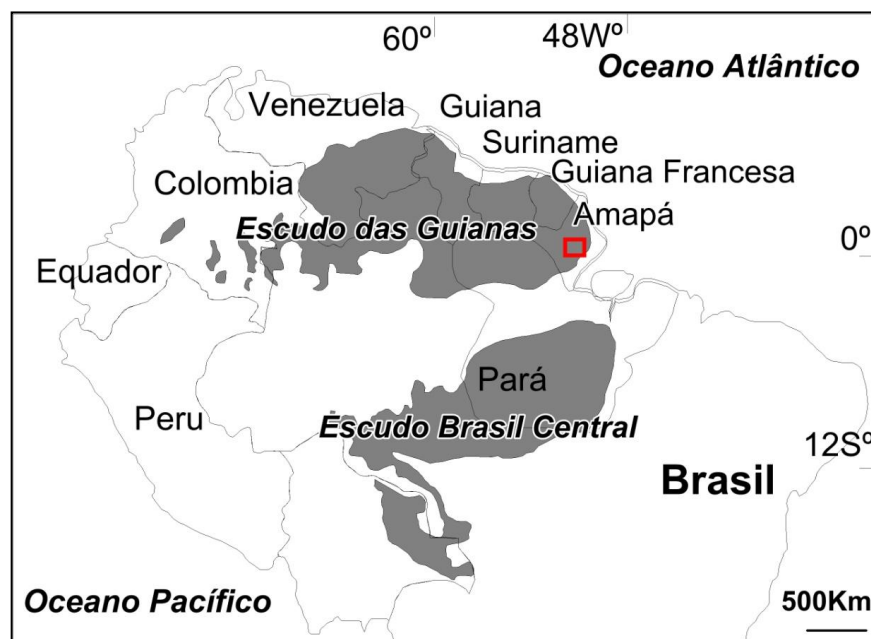 60º
48Wº
Oceano Atlântico
Venezuela
Guiana
Suriname
Guiana Francesa
Colombia
Amapá
Escudo das Guianas
0º
Equador
Pará
Peru
Escudo Brasil Central
12Sº
Brasil
Oceano Pacífico
500Km